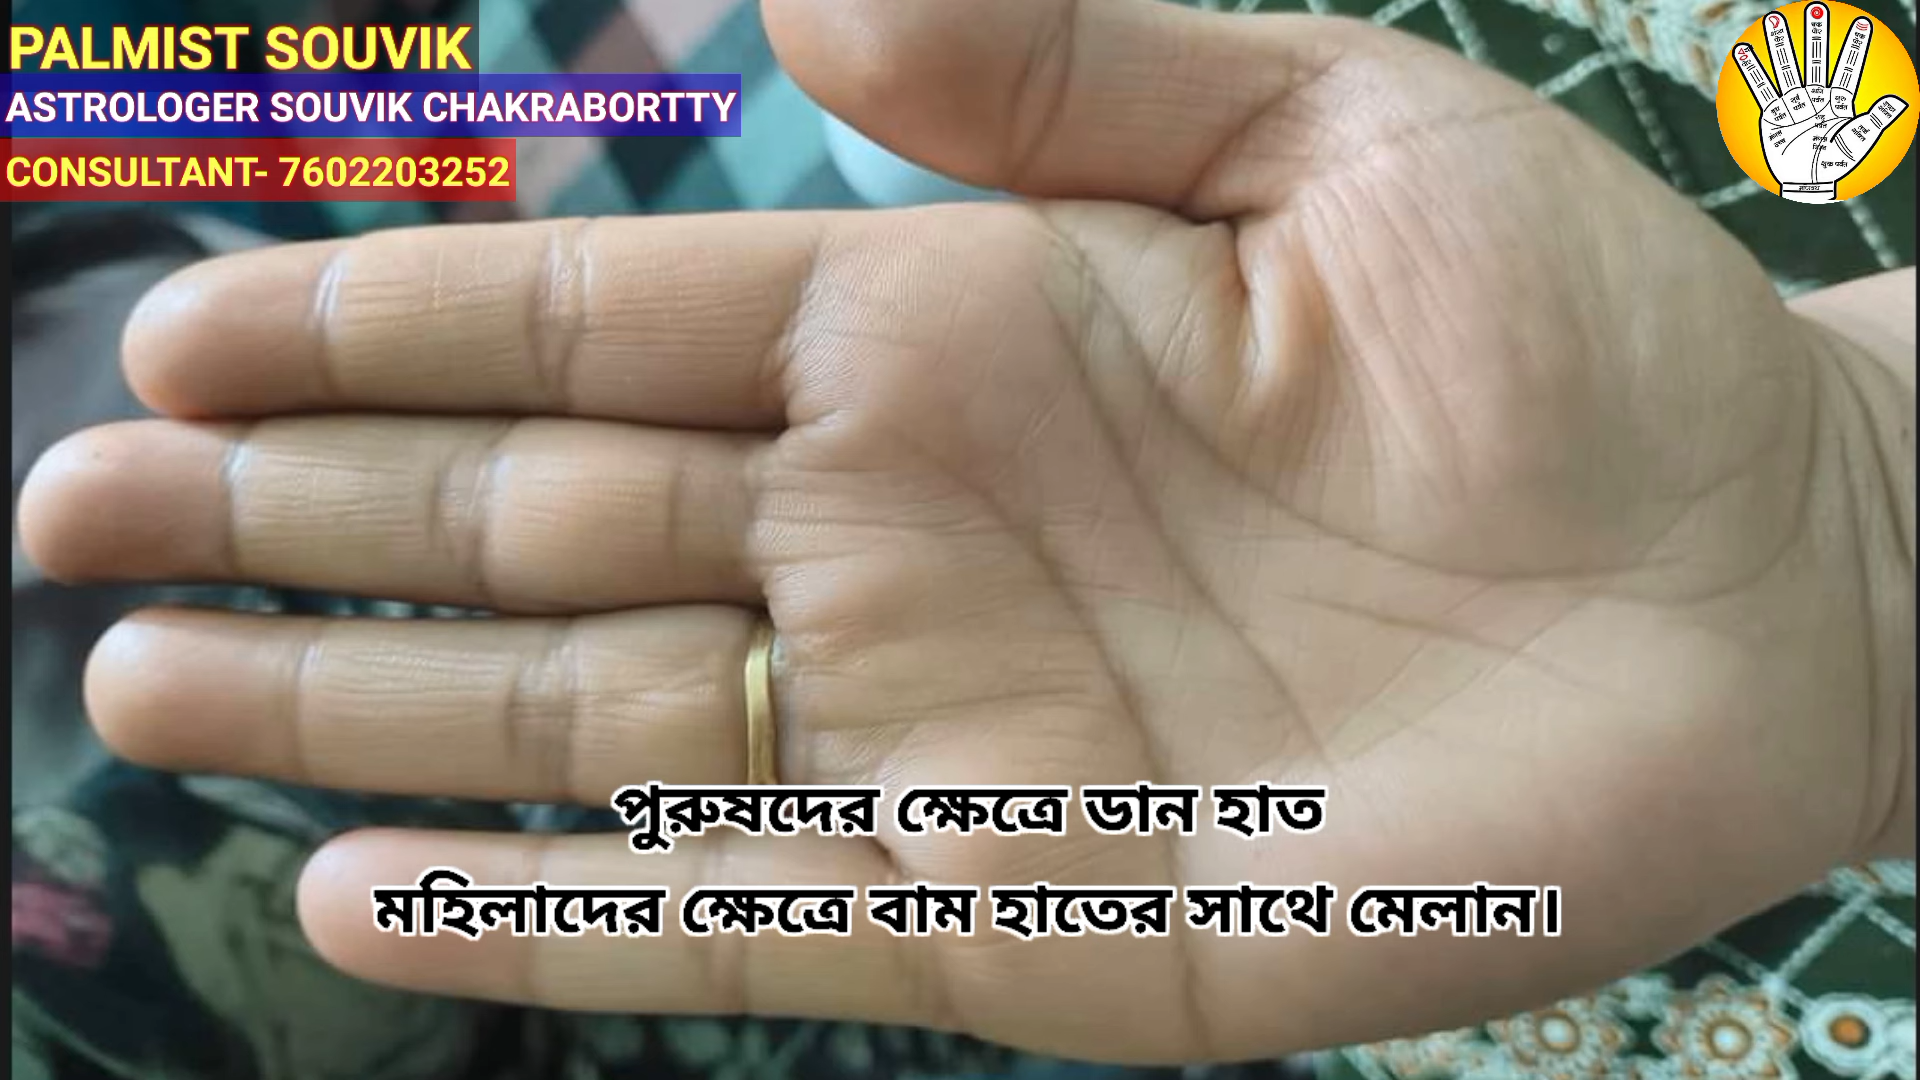 PALMIST SOUVIK
ASTROLOGER SOUVIK CHAKRABORTTY
CONSULTANT- 7602203252
পুরুষদের ক্ষেত্রে ডান হাত
মহিলাদের ক্ষেত্রে বাম হাতের সাথে মেলান।